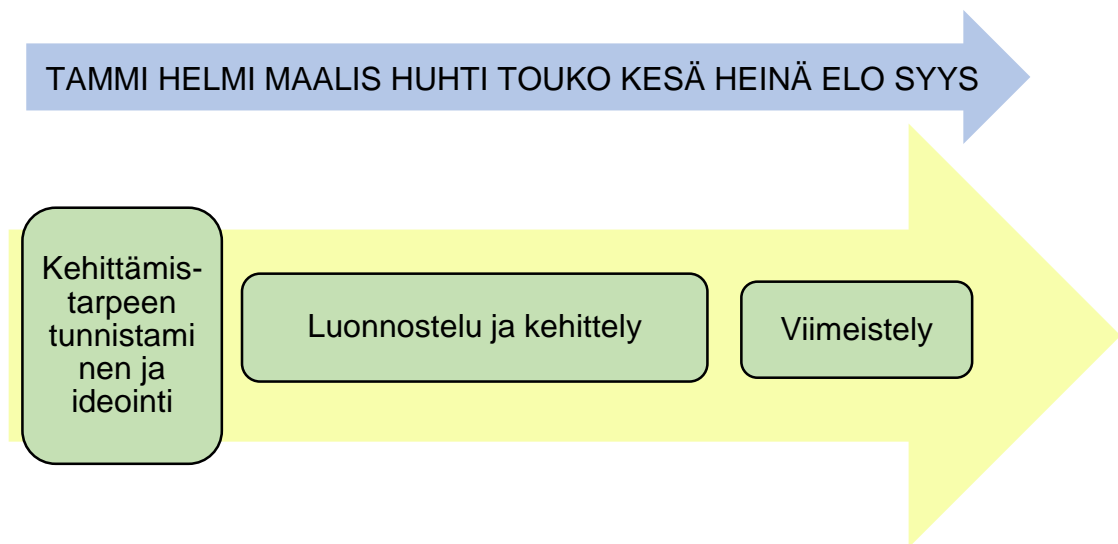 TAMMI HELMI MAALIS HUHTI TOUKO KESÄ HEINÄ ELO SYYS
Kehittämis-
tarpeen
tunnistami
nen ja
ideointi
Luonnostelu ja kehittely
Viimeistely